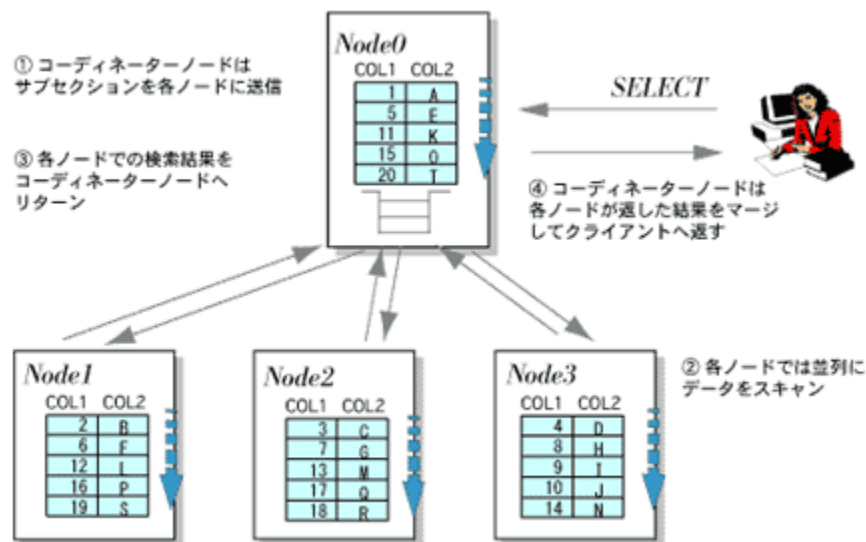 ① コーディネーターノードは
サブセクションを各ノードに送信
③ 各ノードでの検索結果を
コーディネーターノードへ
リターン
Node0
COL1 COL2
1 A
5 E
11 K
15 O
20 T
SELECT
④ コーディネーターノードは
各ノードが返した結果をマージ
してクライアントへ返す
Node1
COL1 COL2
2 B
6 F
12 L
16 P
19 S
Node2
COL1 COL2
3 C
7 G
13 M
17 Q
18 R
Node3
COL1 COL2
4 D
8 H
9 I
10 J
14 N
② 各ノードでは並列に
データをスキャン